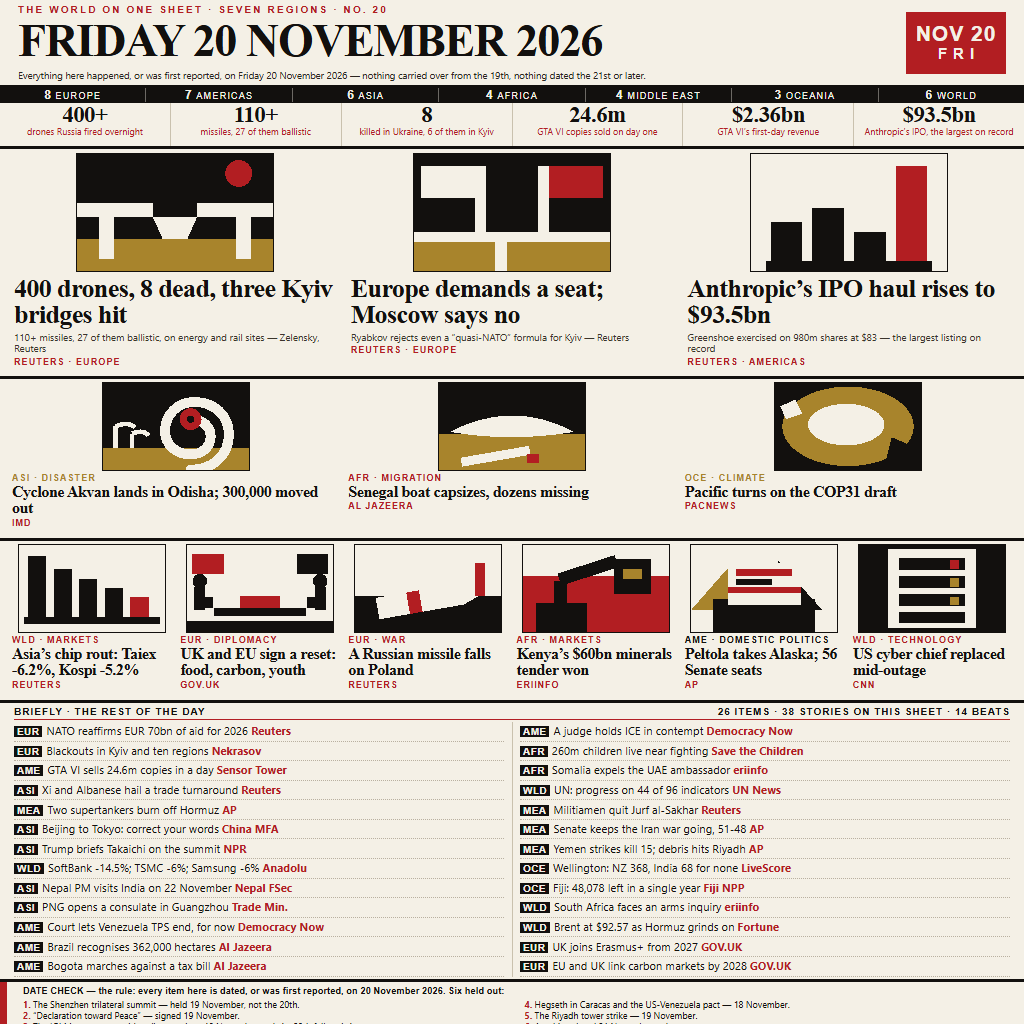 THE WORLD ON ONE SHEET · SEVEN REGIONS · NO. 20
FRIDAY 20 NOVEMBER 2026
NOV 20
FRI
Everything here happened, or was first reported, on Friday 20 November 2026 — nothing carried over from the 19th, nothing dated the 21st or later.
8 EUROPE
7 AMERICAS
6 ASIA
4 AFRICA
4 MIDDLE EAST
3 OCEANIA
6 WORLD
400+
drones Russia fired overnight
110+
missiles, 27 of them ballistic
8
killed in Ukraine, 6 of them in Kyiv
24.6m
GTA VI copies sold on day one
$2.36bn
GTA VI's first-day revenue
$93.5bn
Anthropic's IPO, the largest on record
400 drones, 8 dead, three Kyiv
bridges hit
110+ missiles, 27 of them ballistic, on energy and rail sites — Zelensky,
Reuters
REUTERS · EUROPE
Europe demands a seat;
Moscow says no
Ryabkov rejects even a “quasi-NATO” formula for Kyiv — Reuters
REUTERS · EUROPE
Anthropic’s IPO haul rises to
$93.5bn
Greenshoe exercised on 980m shares at $83 — the largest listing on
record
REUTERS · AMERICAS
ASI · DISASTER
Cyclone Akvan lands in Odisha; 300,000 moved
out
IMD
AFR · MIGRATION
Senegal boat capsizes, dozens missing
AL JAZEERA
OCE · CLIMATE
Pacific turns on the COP31 draft
PACNEWS
WLD · MARKETS
Asia’s chip rout: Taiex
-6.2%, Kospi -5.2%
REUTERS
EUR · DIPLOMACY
UK and EU sign a reset:
food, carbon, youth
GOV.UK
EUR · WAR
A Russian missile falls
on Poland
REUTERS
AFR · MARKETS
Kenya’s $60bn minerals
tender won
ERIINFO
AME · DOMESTIC POLITICS
Peltola takes Alaska; 56
Senate seats
AP
WLD · TECHNOLOGY
US cyber chief replaced
mid-outage
CNN
BRIEFLY · THE REST OF THE DAY
26 ITEMS · 38 STORIES ON THIS SHEET · 14 BEATS
EUR NATO reaffirms EUR 70bn of aid for 2026 Reuters
EUR Blackouts in Kyiv and ten regions Nekrasov
AME GTA VI sells 24.6m copies in a day Sensor Tower
ASI Xi and Albanese hail a trade turnaround Reuters
MEA Two supertankers burn off Hormuz AP
ASI Beijing to Tokyo: correct your words China MFA
ASI Trump briefs Takaichi on the summit NPR
WLD SoftBank -14.5%; TSMC -6%; Samsung -6% Anadolu
ASI Nepal PM visits India on 22 November Nepal FSec
ASI PNG opens a consulate in Guangzhou Trade Min.
AME Court lets Venezuela TPS end, for now Democracy Now
AME Brazil recognises 362,000 hectares Al Jazeera
AME Bogota marches against a tax bill Al Jazeera
AME A judge holds ICE in contempt Democracy Now
AFR 260m children live near fighting Save the Children
AFR Somalia expels the UAE ambassador eriinfo
WLD UN: progress on 44 of 96 indicators UN News
MEA Militiamen quit Jurf al-Sakhar Reuters
MEA Senate keeps the Iran war going, 51-48 AP
MEA Yemen strikes kill 15; debris hits Riyadh AP
OCE Wellington: NZ 368, India 68 for none LiveScore
OCE Fiji: 48,078 left in a single year Fiji NPP
WLD South Africa faces an arms inquiry eriinfo
WLD Brent at $92.57 as Hormuz grinds on Fortune
EUR UK joins Erasmus+ from 2027 GOV.UK
EUR EU and UK link carbon markets by 2028 GOV.UK
DATE CHECK — the rule: every item here is dated, or was first reported, on 20 November 2026. Six held out:
1. The Shenzhen trilateral summit — held 19 November, not the 20th.
2. “Declaration toward Peace” — signed 19 November.
4. Hegseth in Caracas and the US-Venezuela pact — 18 November.
5. The Riyadh tower strike — 19 November.